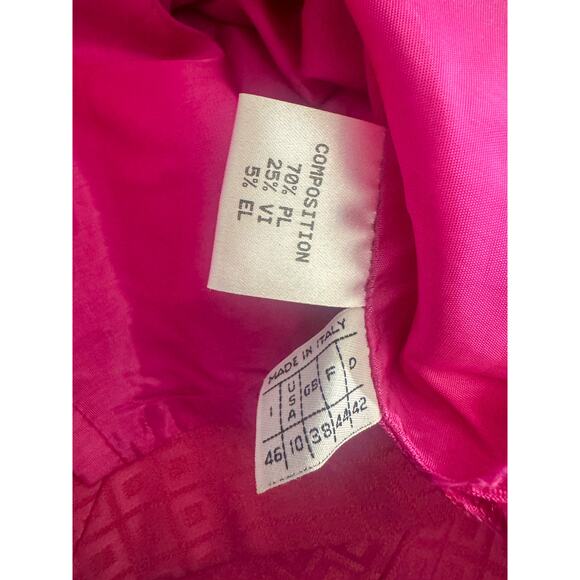 COMPOSITION
70% PL
25% VI
5% EL
MADE IN ITALY
I USA GB F D
46 10 38 44 42